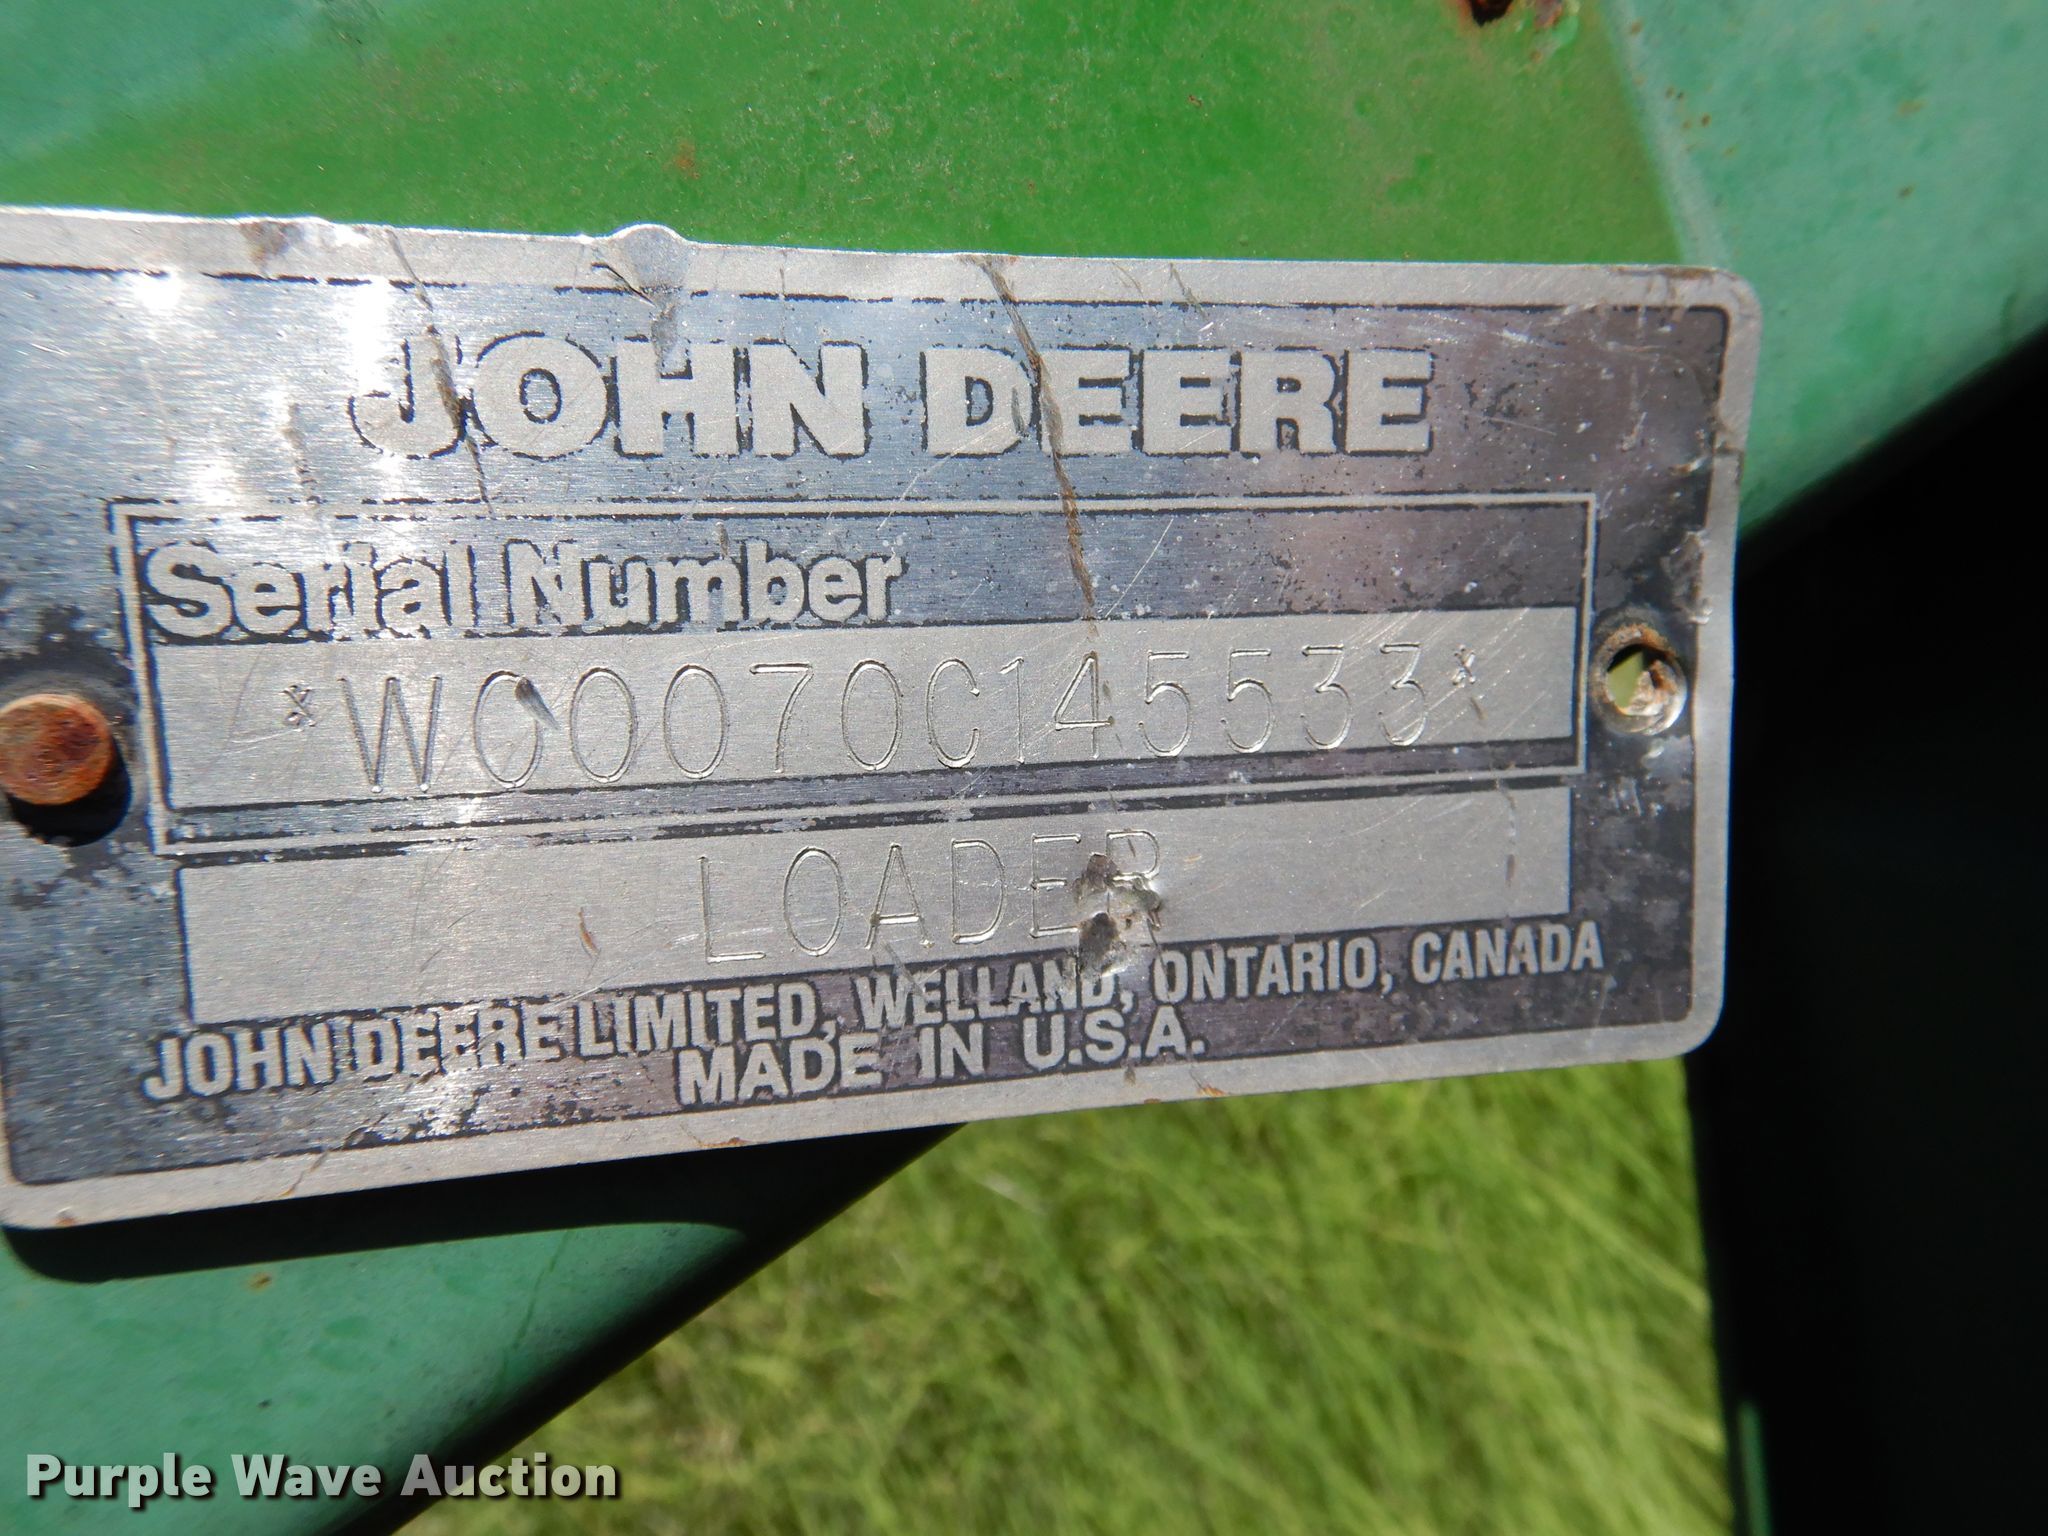 JOHN DEERE
Serial Number
*W00070C145533*
LOADER
JOHN DEERE LIMITED, WELLAND, ONTARIO, CANADA
MADE IN U.S.A.
Purple Wave Auction